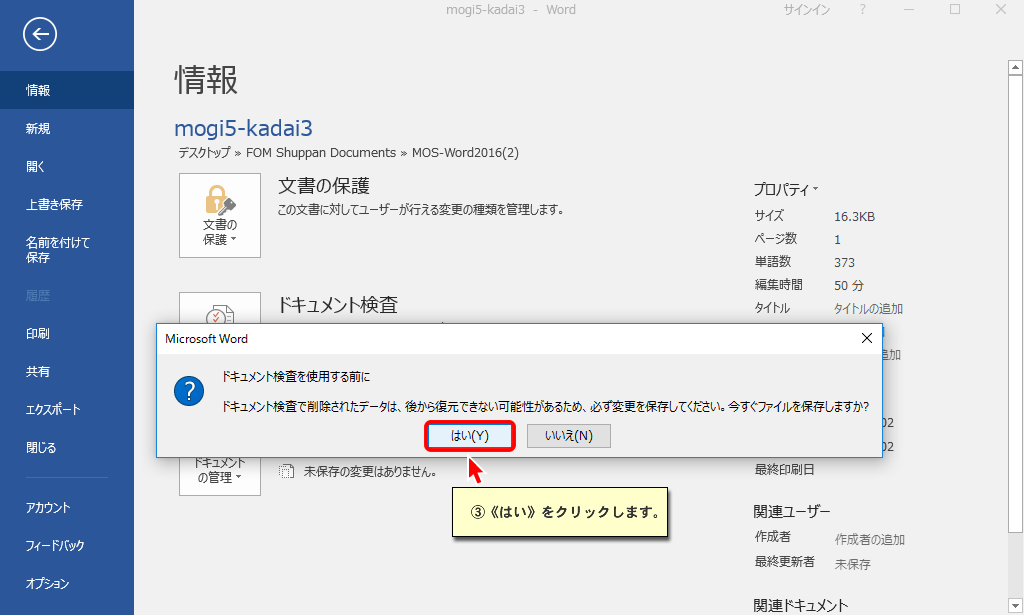 mogi5-kadai3 - Word
サインイン
?
情報
新規
開く
上書き保存
名前を付けて
保存
履歴
印刷
共有
エクスポート
閉じる
アカウント
フィードバック
オプション
情報
mogi5-kadai3
デスクトップ » FOM Shuppan Documents » MOS-Word2016(2)
文書の
保護
文書の保護
この文書に対してユーザーが行える変更の種類を管理します。
ドキュメント検査
プロパティ
サイズ 16.3KB
ページ数 1
単語数 373
編集時間 50 分
タイトル タイトルの追加
追加
02
02
Microsoft Word
?
ドキュメント検査を使用する前に
ドキュメント検査で削除されたデータは、後から復元できない可能性があるため、必ず変更を保存してください。今すぐファイルを保存しますか?
はい(Y)
いいえ(N)
ドキュメント
の管理
未保存の変更はありません。
③《はい》をクリックします。
最終印刷日
関連ユーザー
作成者 作成者の追加
最終更新者 未保存
関連ドキュメント